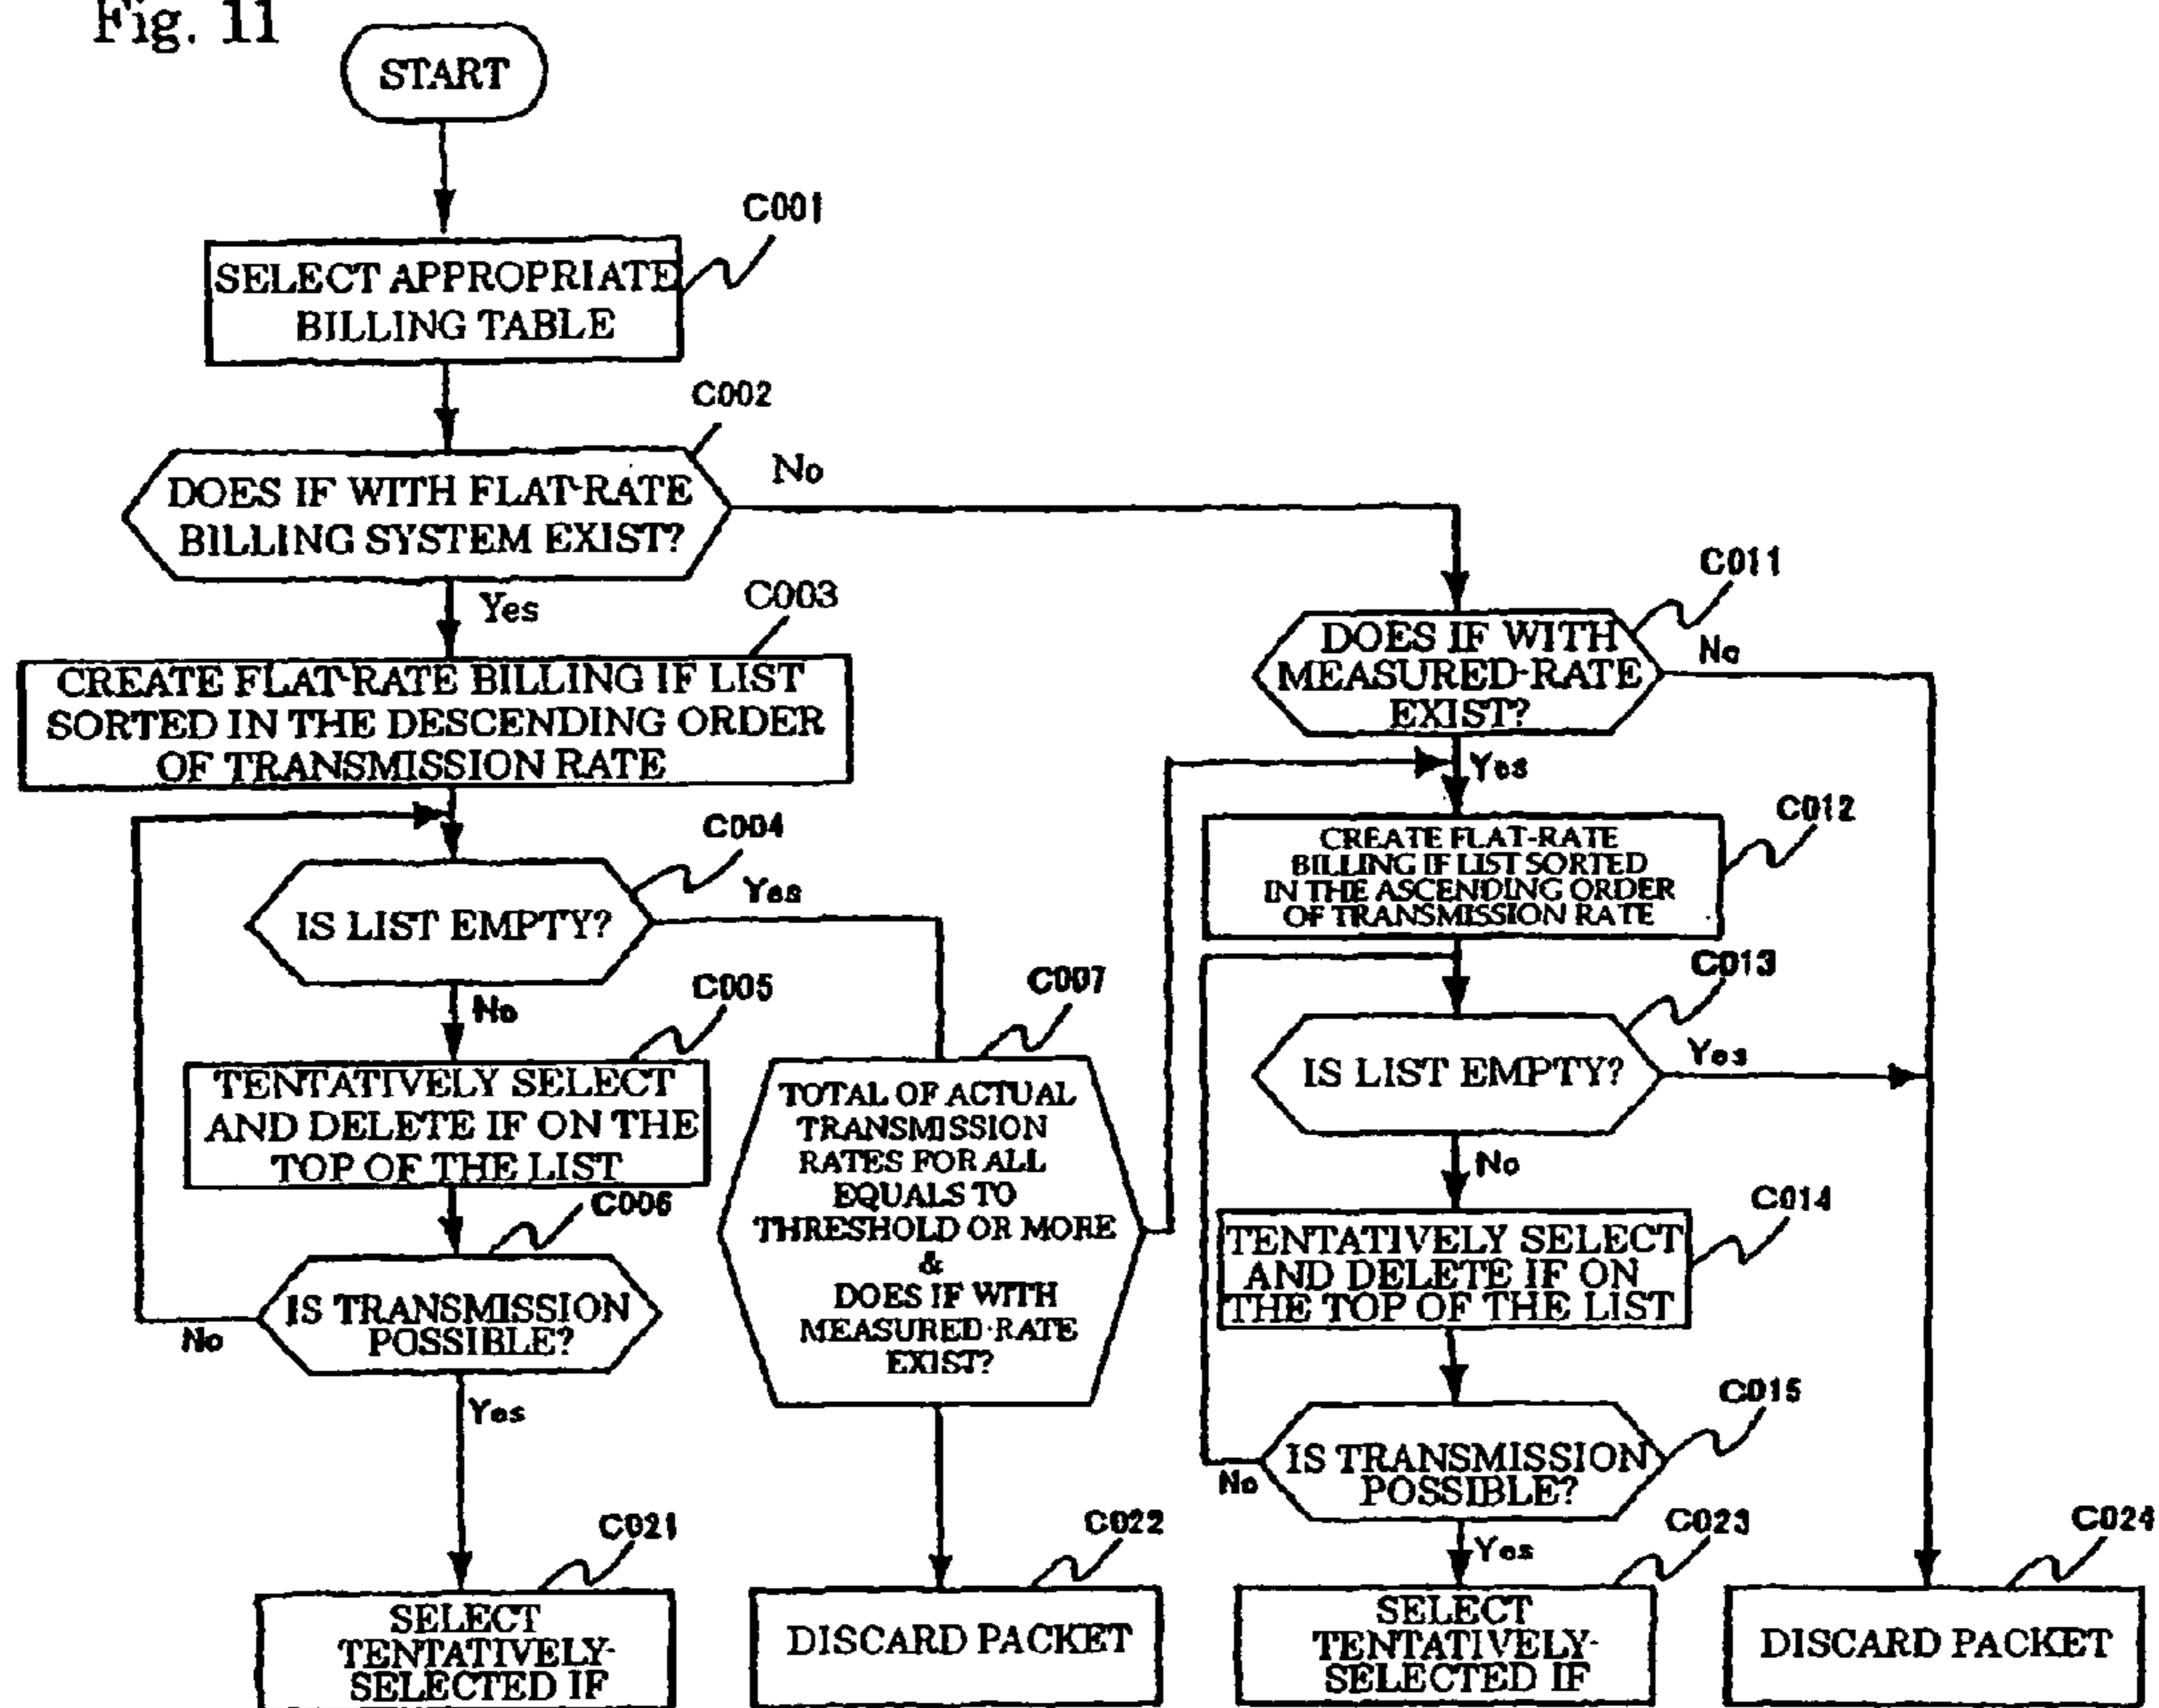 Fig. 11
START
C001
SELECT APPROPRIATE
BILLING TABLE
C002
DOES IF WITH FLAT-RATE
BILLING SYSTEM EXIST?
No
Yes
C003
CREATE FLAT-RATE BILLING IF LIST
SORTED IN THE DESCENDING ORDER
OF TRANSMISSION RATE
C004
IS LIST EMPTY?
Yes
No
C005
TENTATIVELY SELECT
AND DELETE IF ON THE
TOP OF THE LIST
C006
IS TRANSMISSION
POSSIBLE?
No
Yes
C007
TOTAL OF ACTUAL
TRANSMISSION
RATES FOR ALL
EQUALS TO
THRESHOLD OR MORE
&
DOES IF WITH
MEASURED-RATE
EXIST?
C011
DOES IF WITH
MEASURED-RATE
EXIST?
No
Yes
C012
CREATE FLAT-RATE
BILLING IF LIST SORTED
IN THE ASCENDING ORDER
OF TRANSMISSION RATE
C013
IS LIST EMPTY?
Yes
No
C014
TENTATIVELY SELECT
AND DELETE IF ON
THE TOP OF THE LIST
C015
IS TRANSMISSION
POSSIBLE?
No
Yes
C021
SELECT
TENTATIVELY-
SELECTED IF
C022
DISCARD PACKET
C023
SELECT
TENTATIVELY-
SELECTED IF
C024
DISCARD PACKET